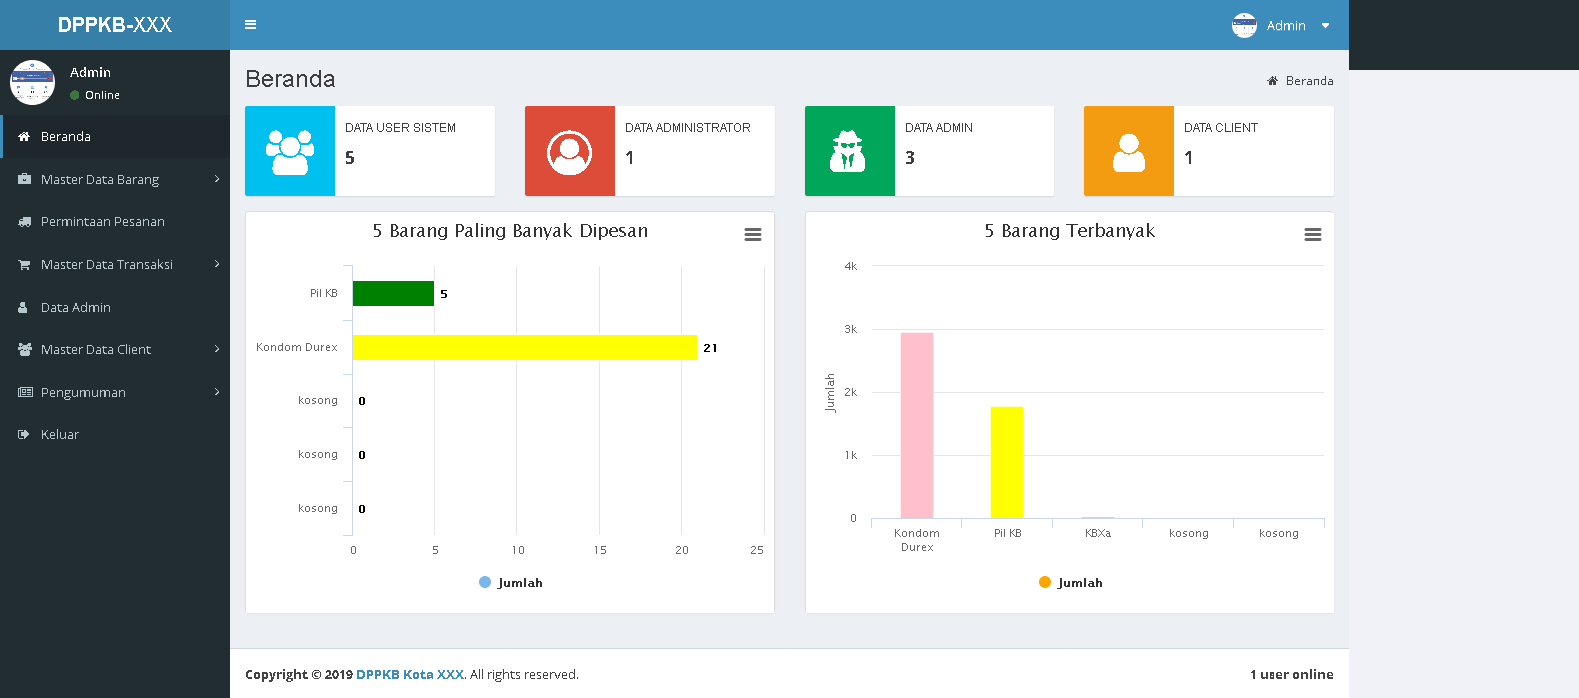 DPPKB-XXX
Admin
Admin
Online
Beranda
Master Data Barang
Permintaan Pesanan
Master Data Transaksi
Data Admin
Master Data Client
Pengumuman
Keluar
Beranda
Beranda
DATA USER SISTEM
5
DATA ADMINISTRATOR
1
DATA ADMIN
3
DATA CLIENT
1
5 Barang Paling Banyak Dipesan
Pil KB
5
Kondom Durex
21
kosong
0
kosong
0
kosong
0
0 5 10 15 20 25
Jumlah
5 Barang Terbanyak
4k
3k
2k
1k
0
Jumlah
Kondom
Durex
Pil KB
KBXa
kosong
kosong
Jumlah
Copyright © 2019 DPPKB Kota XXX. All rights reserved.
1 user online